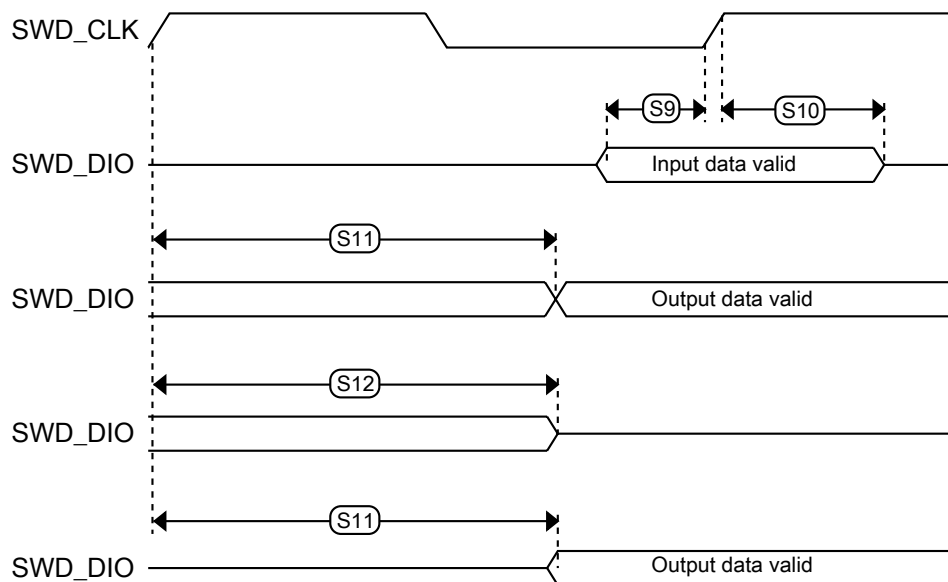 SWD_CLK
S9
S10
SWD_DIO
Input data valid
S11
SWD_DIO
Output data valid
S12
SWD_DIO
S11
SWD_DIO
Output data valid